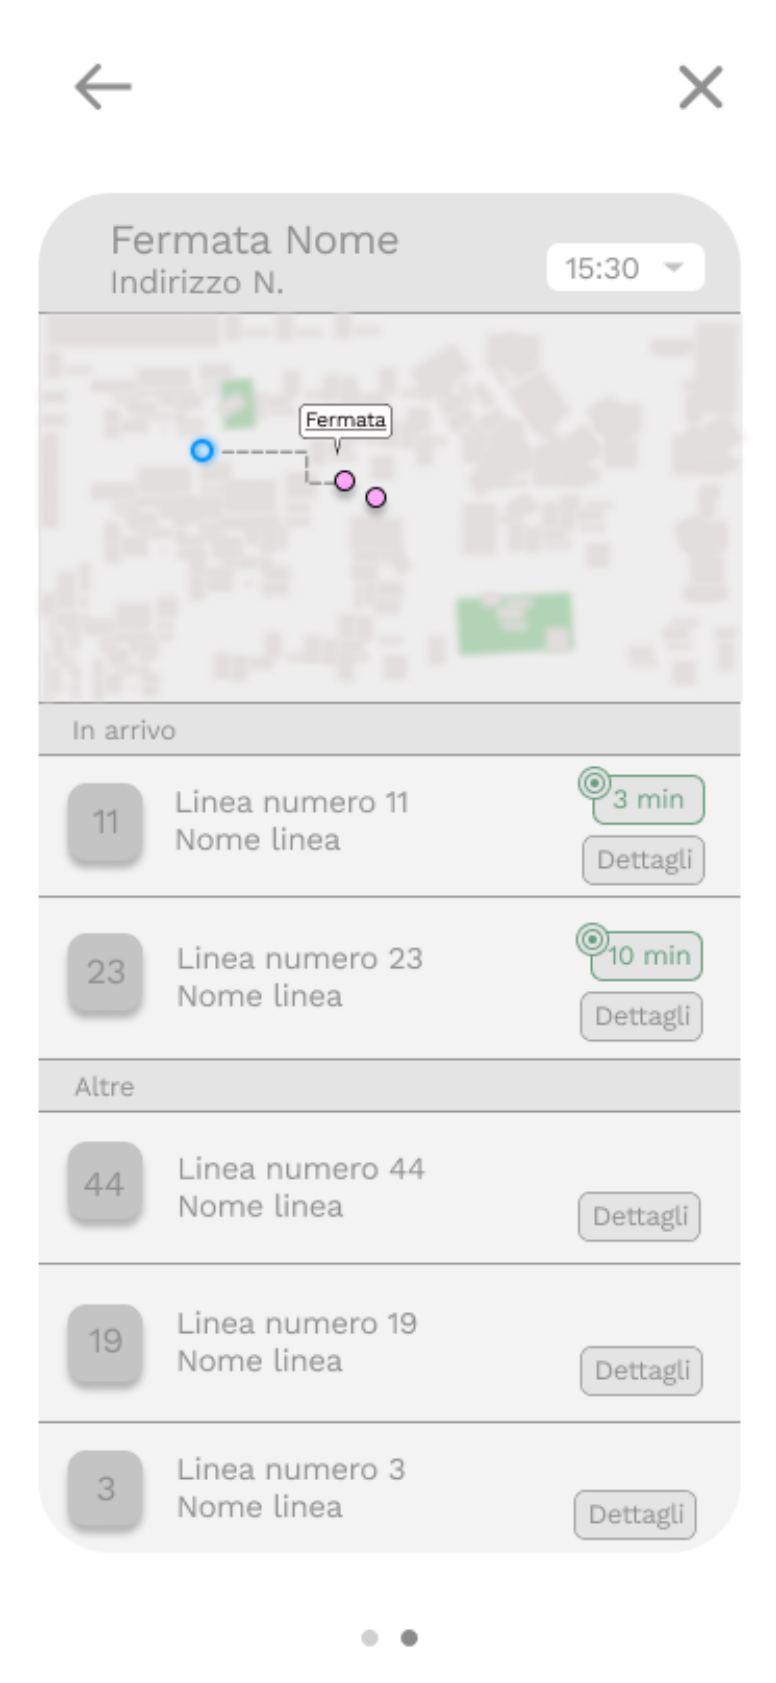 Fermata Nome
Indirizzo N.
15:30
Fermata
In arrivo
11
Linea numero 11
Nome linea
3 min
Dettagli
23
Linea numero 23
Nome linea
10 min
Dettagli
Altre
44
Linea numero 44
Nome linea
Dettagli
19
Linea numero 19
Nome linea
Dettagli
3
Linea numero 3
Nome linea
Dettagli